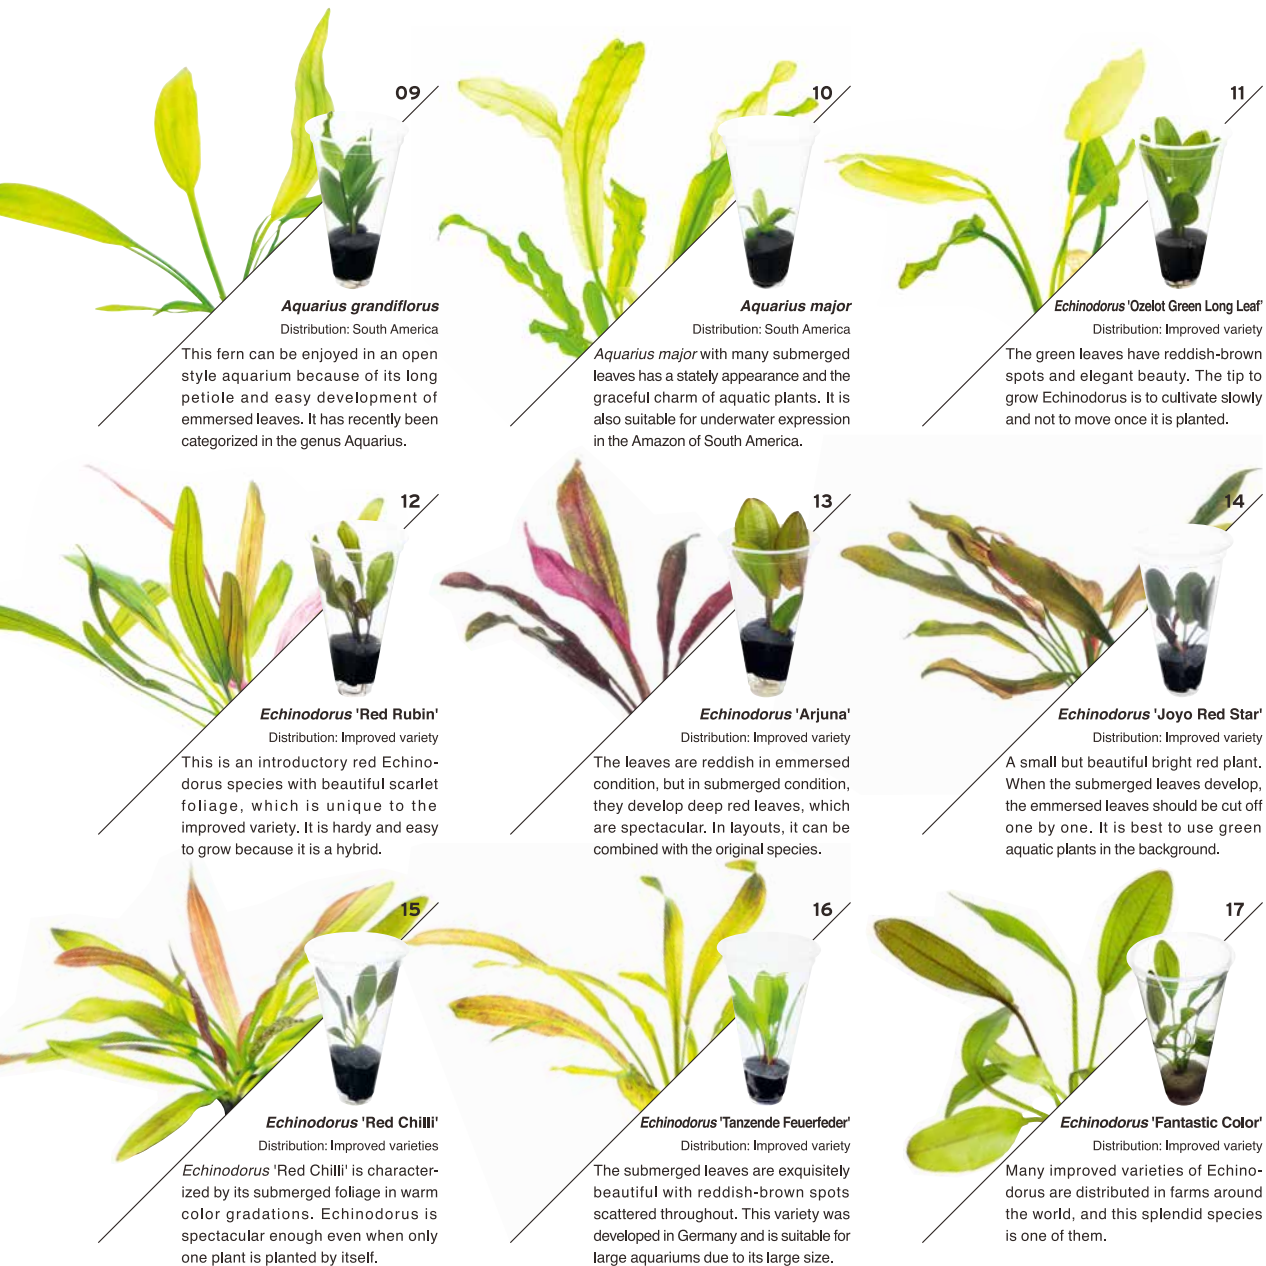 09
Aquarius grandiflorus
Distribution: South America
This fern can be enjoyed in an open
style aquarium because of its long
petiole and easy development of
emmersed leaves. It has recently been
categorized in the genus Aquarius.
10
Aquarius major
Distribution: South America
Aquarius major with many submerged
leaves has a stately appearance and the
graceful charm of aquatic plants. It is
also suitable for underwater expression
in the Amazon of South America.
11
Echinodorus 'Ozelot Green Long Leaf'
Distribution: Improved variety
The green leaves have reddish-brown
spots and elegant beauty. The tip to
grow Echinodorus is to cultivate slowly
and not to move once it is planted.
12
Echinodorus 'Red Rubin'
Distribution: Improved variety
This is an introductory red Echino-
dorus species with beautiful scarlet
foliage, which is unique to the
improved variety. It is hardy and easy
to grow because it is a hybrid.
13
Echinodorus 'Arjuna'
Distribution: Improved variety
The leaves are reddish in emmersed
condition, but in submerged condition,
they develop deep red leaves, which
are spectacular. In layouts, it can be
combined with the original species.
14
Echinodorus 'Joyo Red Star'
Distribution: Improved variety
A small but beautiful bright red plant.
When the submerged leaves develop,
the emmersed leaves should be cut off
one by one. It is best to use green
aquatic plants in the background.
15
Echinodorus 'Red Chilli'
Distribution: Improved varieties
Echinodorus 'Red Chilli' is character-
ized by its submerged foliage in warm
color gradations. Echinodorus is
spectacular enough even when only
one plant is planted by itself.
16
Echinodorus 'Tanzende Feuerfeder'
Distribution: Improved variety
The submerged leaves are exquisitely
beautiful with reddish-brown spots
scattered throughout. This variety was
developed in Germany and is suitable for
large aquariums due to its large size.
17
Echinodorus 'Fantastic Color'
Distribution: Improved variety
Many improved varieties of Echino-
dorus are distributed in farms around
the world, and this splendid species
is one of them.